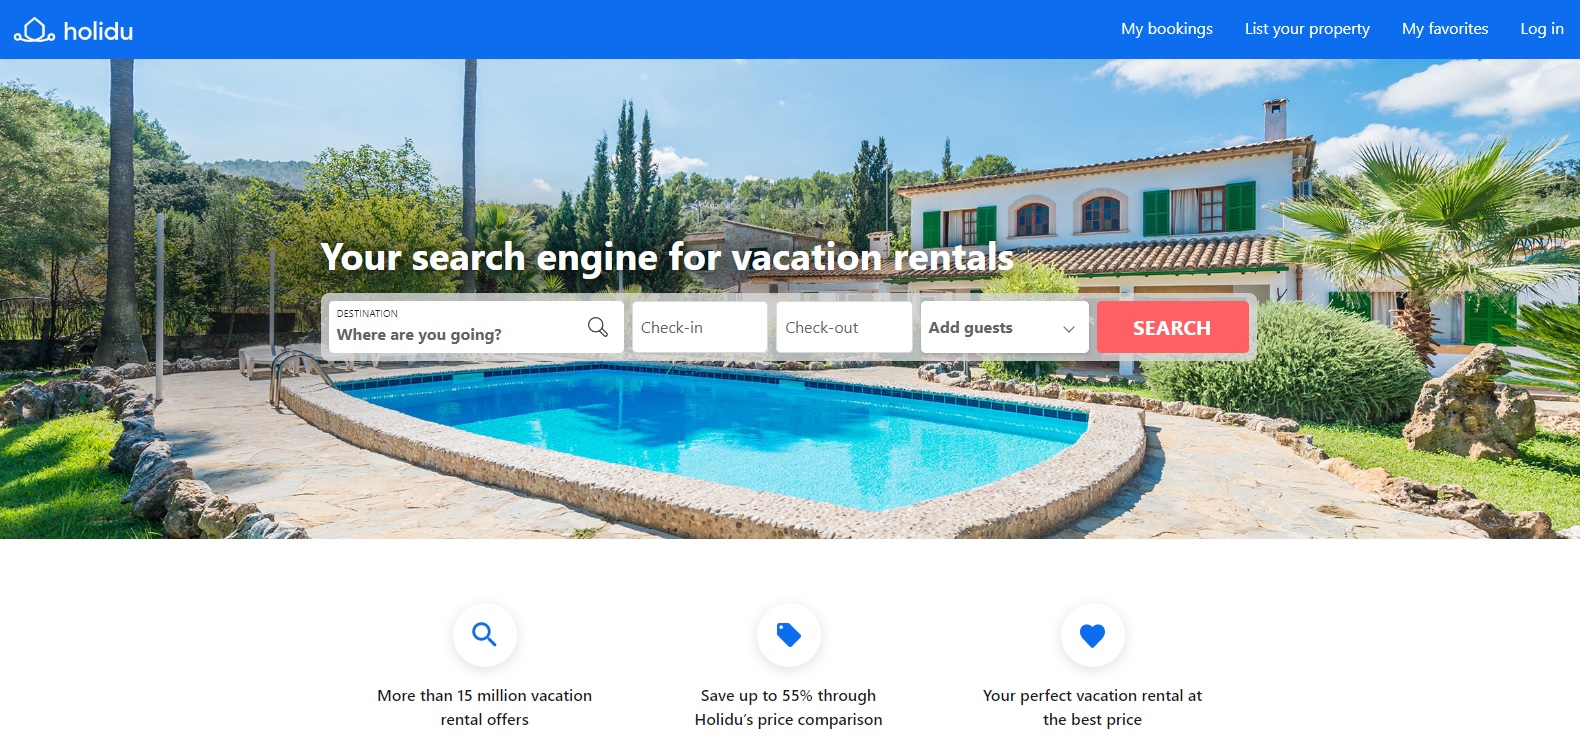 holidu
My bookings
List your property
My favorites
Log in
Your search engine for vacation rentals
DESTINATION
Where are you going?
Check-in
Check-out
Add guests
SEARCH
More than 15 million vacation
rental offers
Save up to 55% through
Holidu's price comparison
Your perfect vacation rental at
the best price